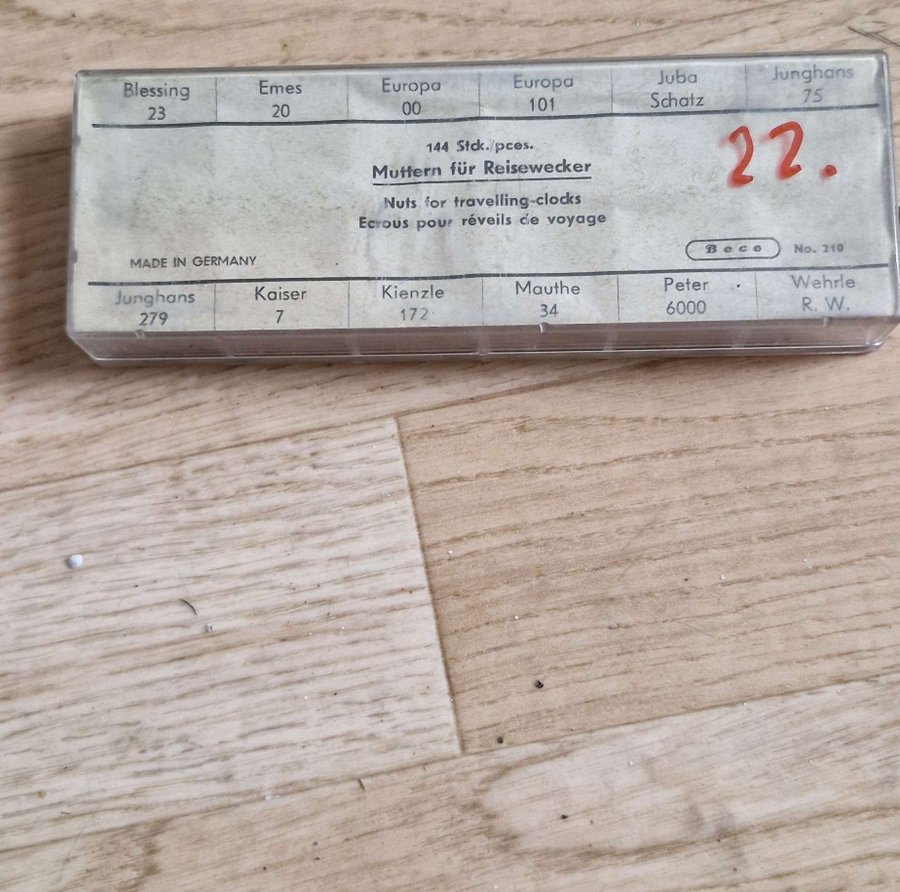 Blessing Emes Europa Europa Juba Junghans
23 20 00 101 Schatz 75
144 Stck./pces.
Muttern für Reisewecker
22.
Nuts for travelling-clocks
Ecrous pour réveils de voyage
MADE IN GERMANY
Beco No. 210
Junghans Kaiser Kienzle Mauthe Peter Wehrle
279 7 172 34 6000 R. W.